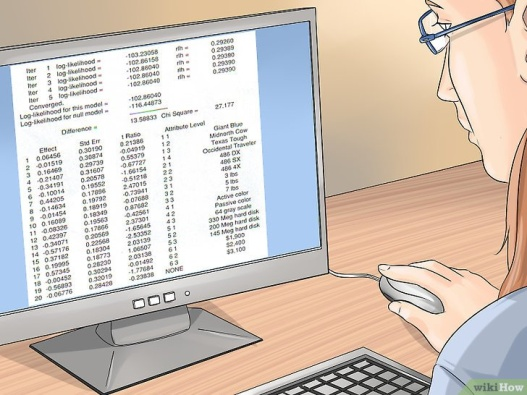 Iter 1 log-likelihood = -103.23058 rlh = 0.29260
Iter 2 log-likelihood = -102.86158 rlh = 0.29389
Iter 3 log-likelihood = -102.86040 rlh = 0.29390
Iter 4 log-likelihood = -102.86040 rlh = 0.29390
Iter 5 log-likelihood = -102.86040 rlh = 0.29390
Converged.
Log-likelihood for this model = -102.86040
Log-likelihood for null model = -116.44873
Difference = 13.58833 Chi Square = 27.177
Effect Std Err t Ratio Attribute Level
1 0.06456 0.30190 0.21386 1 1 Giant Blue
2 -0.01519 0.30874 -0.04919 1 2 Midnorth Cow
3 0.16469 0.29739 0.55379 1 3 Texas Tough
4 -0.21407 0.31607 -0.67727 Occidental Traveler
5 -0.34191 0.20578 -1.66154 2 1 486 DX
6 -0.10014 0.19552 -0.51218 2 2 486 SX
7 0.44205 0.17896 2.47015 2 3 486 4X
8 -0.14634 -0.73792 3 1 3 lbs
9 -0.01454 0.18919 -0.07688 3 2 5 lbs
10 0.16089 0.18349 0.87682 3 3 7 lbs
11 -0.08326 0.19563 -0.42561 4 1 Active color
12 0.42397 0.17866 2.37301 4 2 Passive color
13 -0.34071 0.20569 -1.65645 4 3 64 gray scale
14 -0.57176 0.22568 -2.53352 5 1 330 Meg hard disk
15 0.37182 0.18304 2.03139 5 2 200 Meg hard disk
16 0.19995 0.18773 1.06507 5 3 145 Meg hard disk
17 0.57345 0.28230 2.03138 6 1 $1,900
18 -0.00452 0.30294 -0.01492 6 2 $2,400
19 -0.56893 0.32019 -1.77684 6 3 $3,100
20 -0.06776 0.28428 -0.23838 NONE
wikiHow